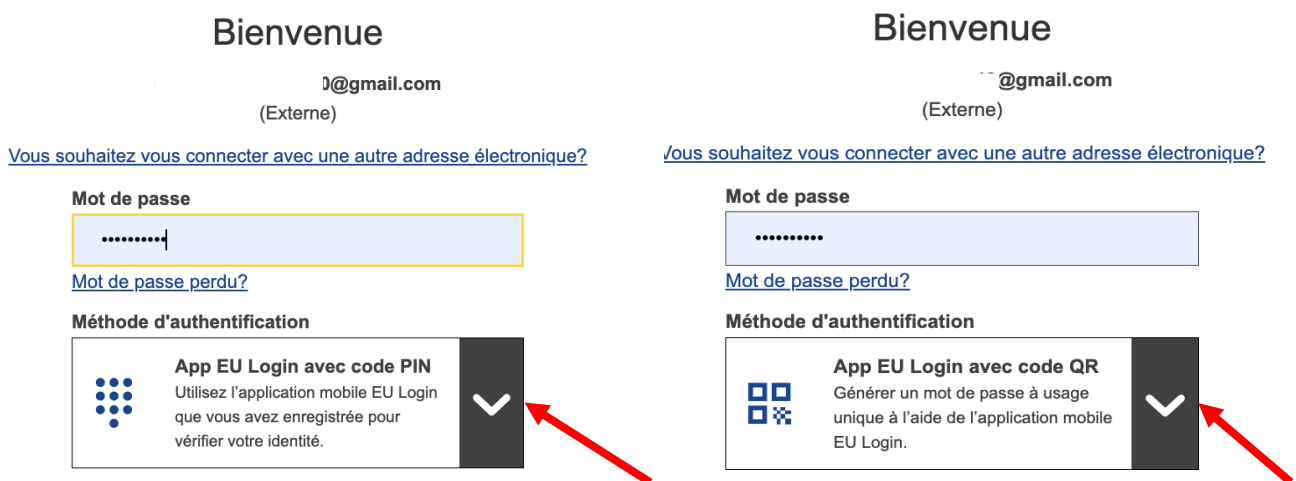 Bienvenue
0@gmail.com
(Externe)
Vous souhaitez vous connecter avec une autre adresse électronique?
Mot de passe
••••••••••
Mot de passe perdu?
Méthode d'authentification
App EU Login avec code PIN
Utilisez l'application mobile EU Login
que vous avez enregistrée pour
vérifier votre identité.
Bienvenue
@gmail.com
(Externe)
Vous souhaitez vous connecter avec une autre adresse électronique?
Mot de passe
••••••••••
Mot de passe perdu?
Méthode d'authentification
App EU Login avec code QR
Générer un mot de passe à usage
unique à l'aide de l'application mobile
EU Login.